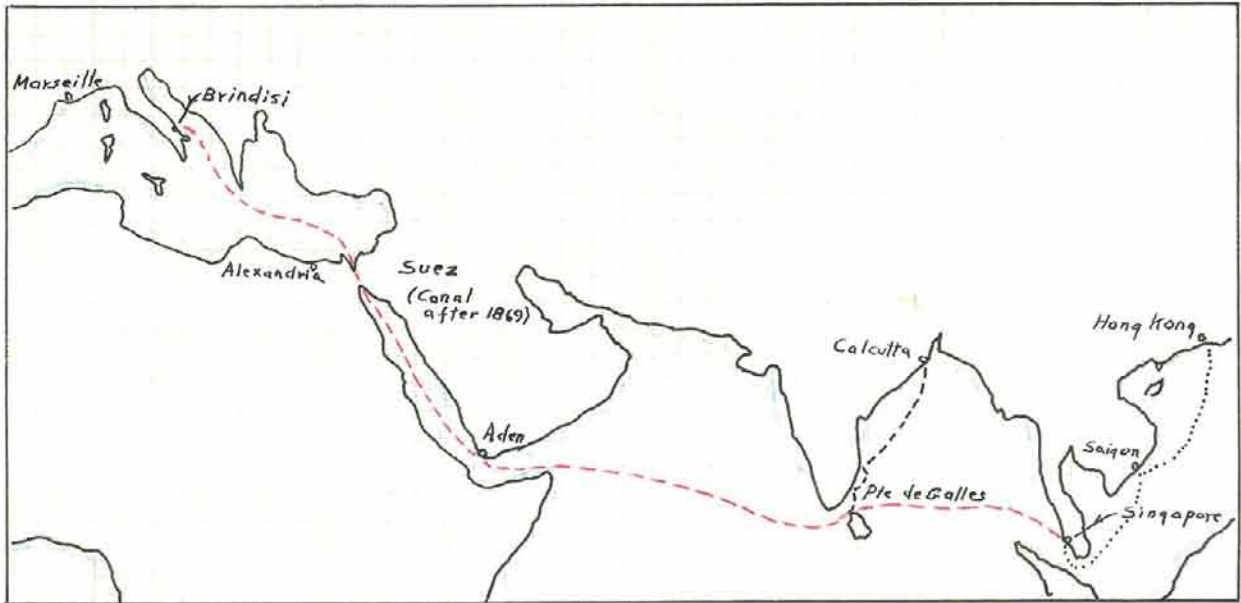 Marseille
Brindisi
Alexandria
Suez
(Canal
after 1869)
Aden
Calcutta
Hong Kong
Saigon
Pte de Galles
Singapore